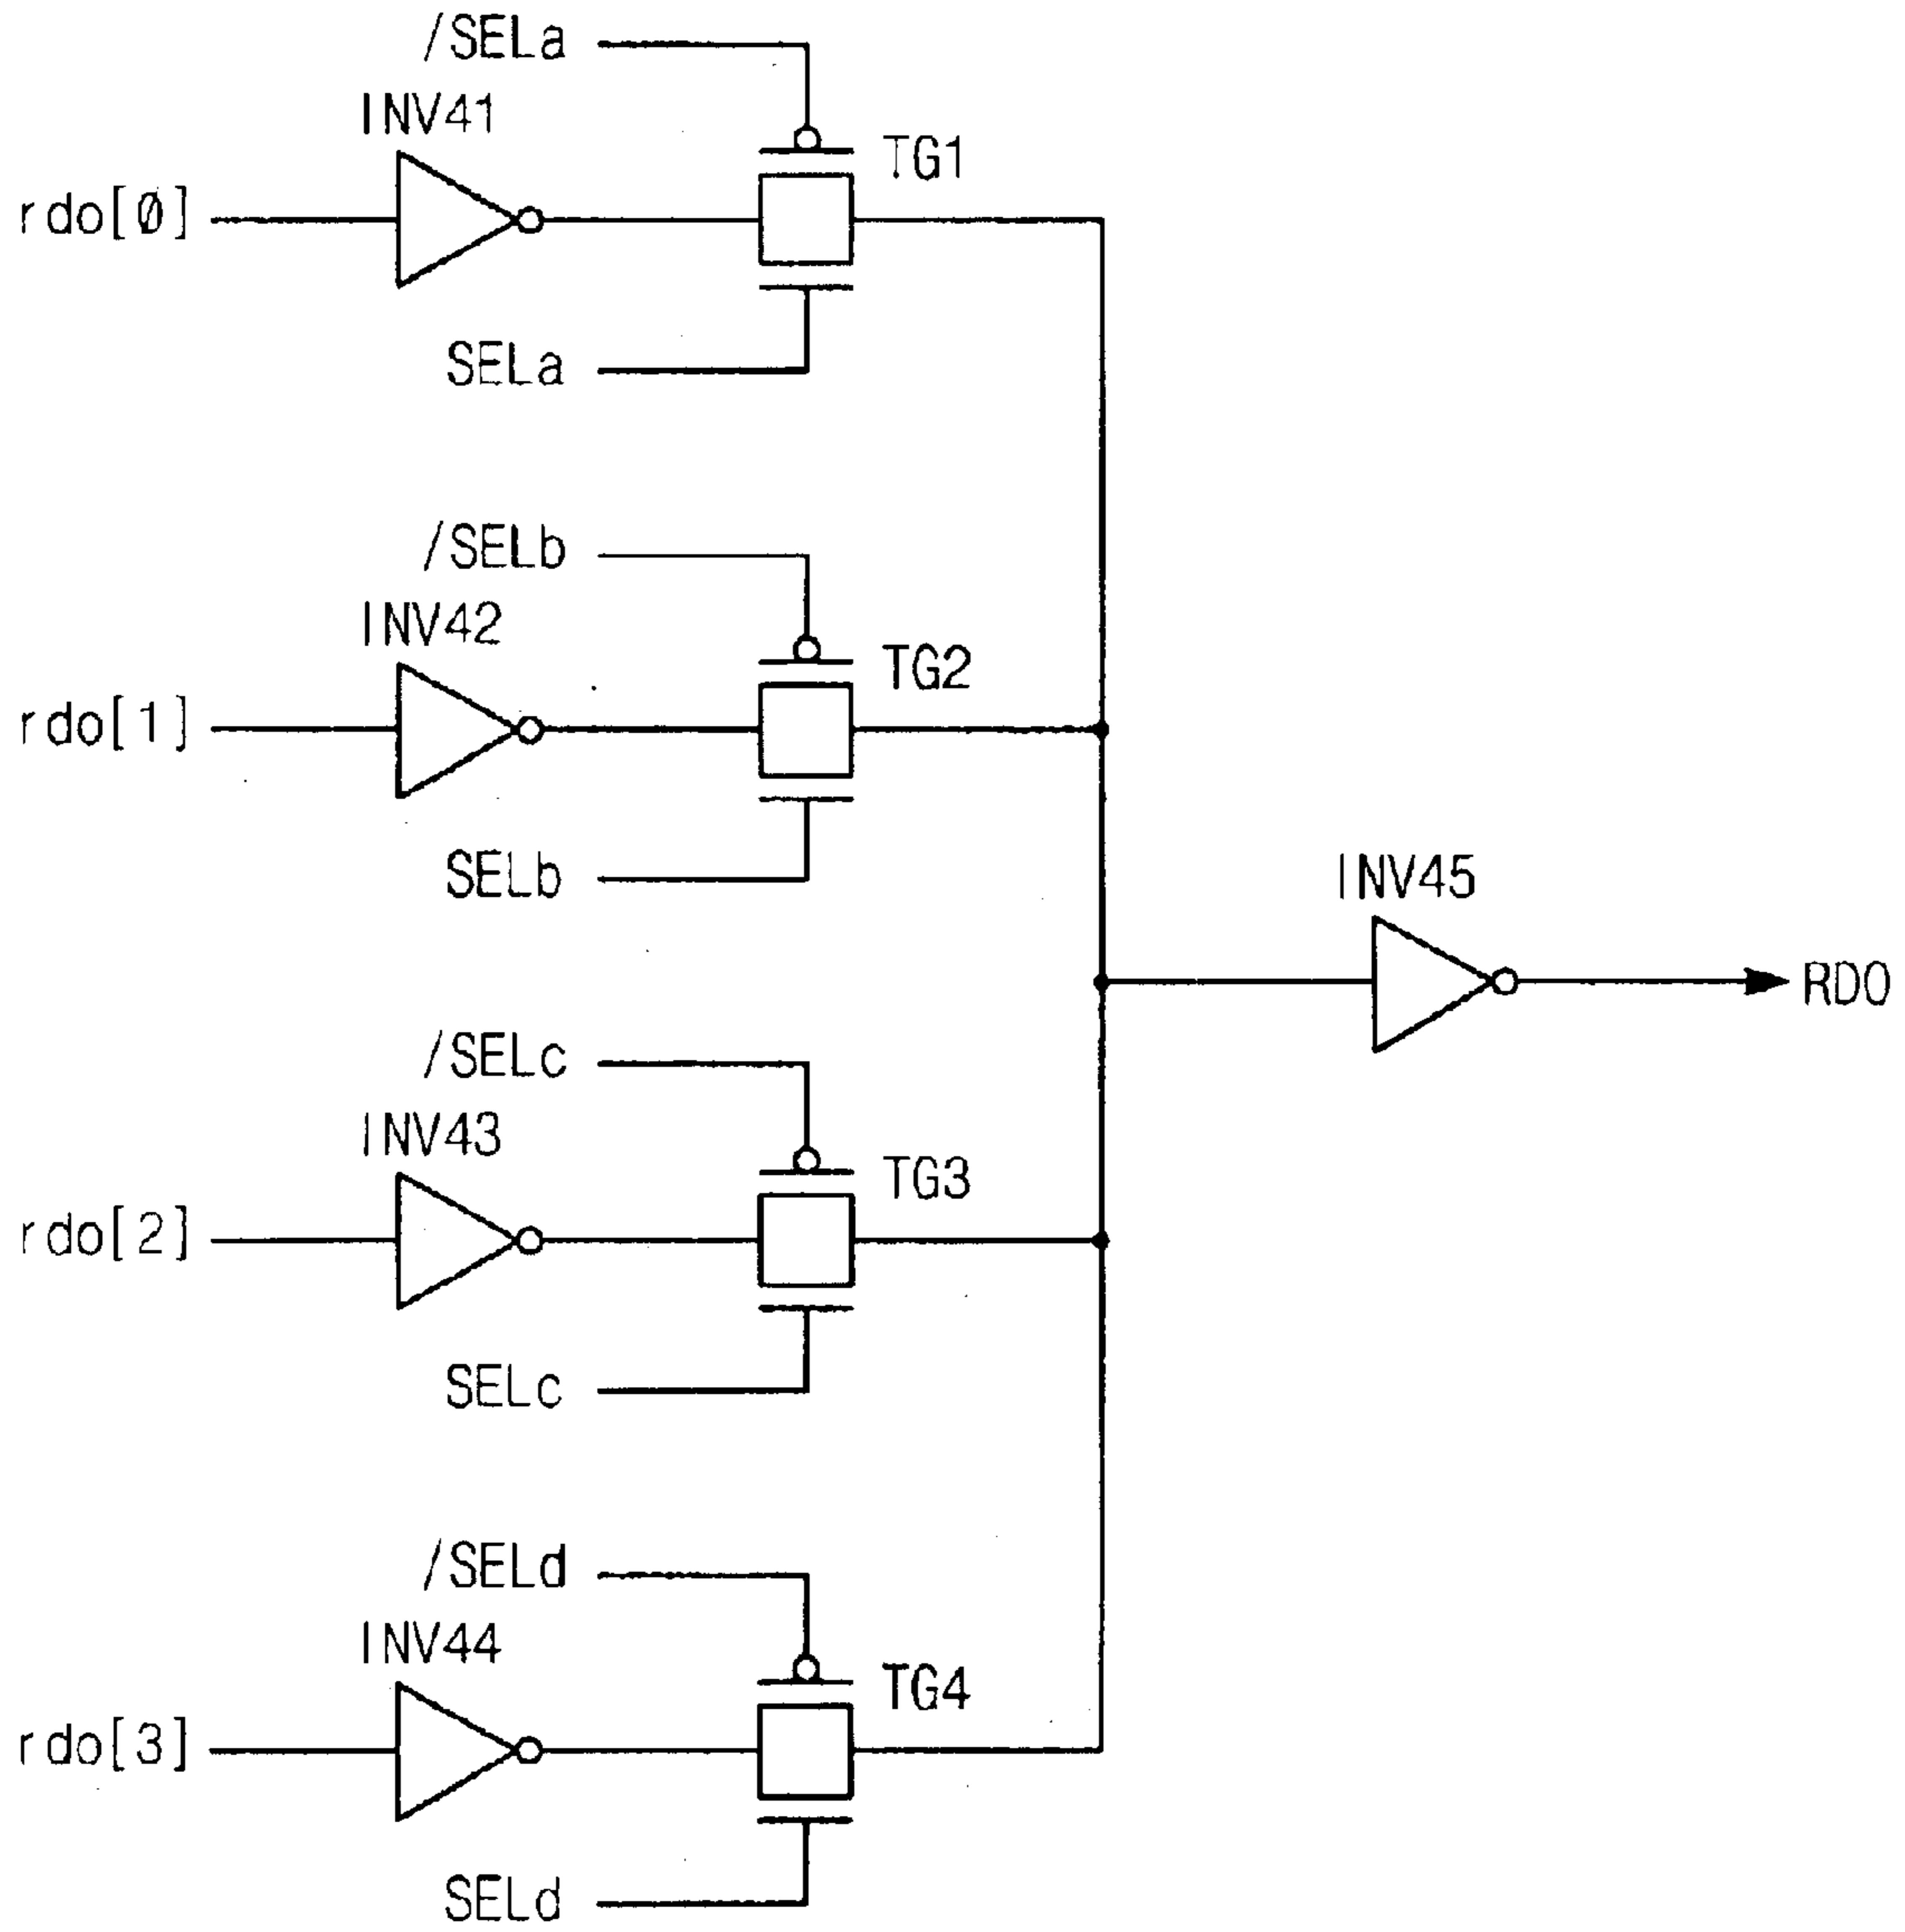 /SELa
INV41
TG1
rdo[0]
SELa
/SELb
INV42
TG2
rdo[1]
SELb
INV45
RDO
/SELc
INV43
TG3
rdo[2]
SELc
/SELd
INV44
TG4
rdo[3]
SELd